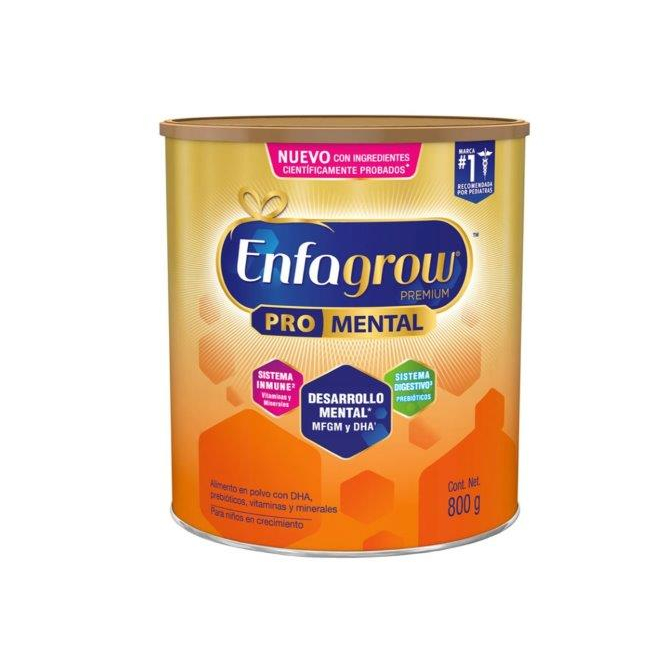 NUEVO CON INGREDIENTES
CIENTÍFICAMENTE PROBADOS+
MARCA
#1
RECOMENDADA
POR PEDIATRAS
Enfagrow®
™
PREMIUM
PRO MENTAL
SISTEMA
INMUNE²
Vitaminas y
Minerales
DESARROLLO
MENTAL*
MFGM y DHA¹
SISTEMA
DIGESTIVO³
PREBIÓTICOS
Alimento en polvo con DHA,
prebióticos, vitaminas y minerales
Para niños en crecimiento
Cont. Net.
800 g